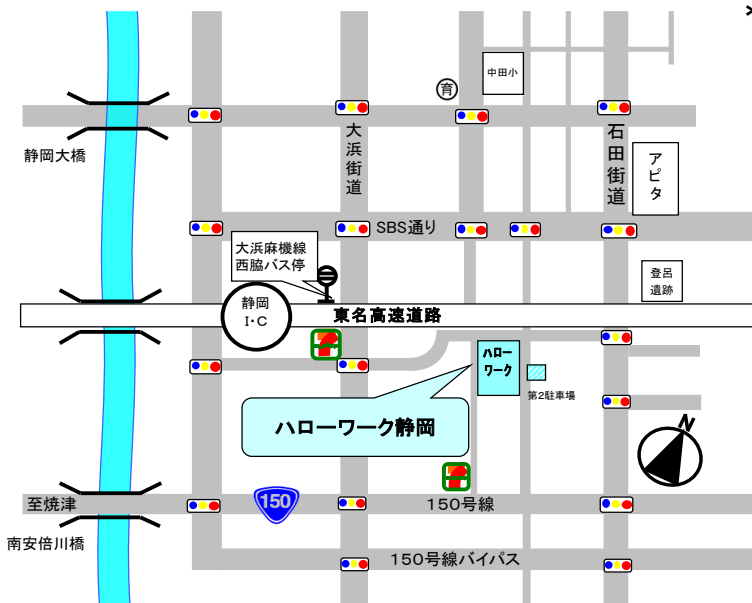 中田小
育
大浜街道
石田街道
アピタ
静岡大橋
SBS通り
大浜麻機線
西脇バス停
登呂
遺跡
静岡
I・C
東名高速道路
ハロー
ワーク
第2駐車場
ハローワーク静岡
N
至焼津
150
150号線
南安倍川橋
150号線バイパス